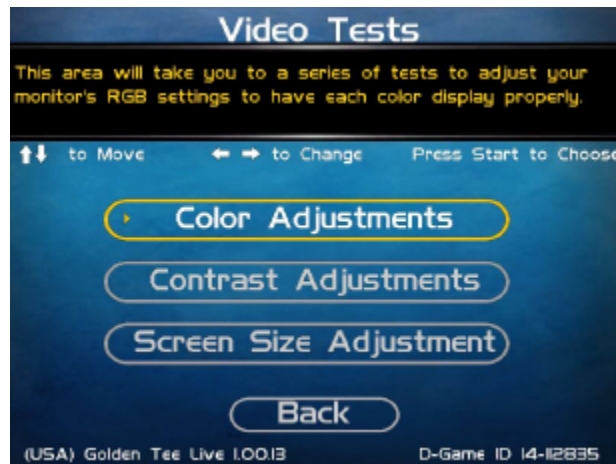 Video Tests
This area will take you to a series of tests to adjust your
monitor's RGB settings to have each color display properly.
to Move to Change Press Start to Choose
Color Adjustments
Contrast Adjustments
Screen Size Adjustment
Back
(USA) Golden Tee Live 1.00.13 D-Game ID 14-112835